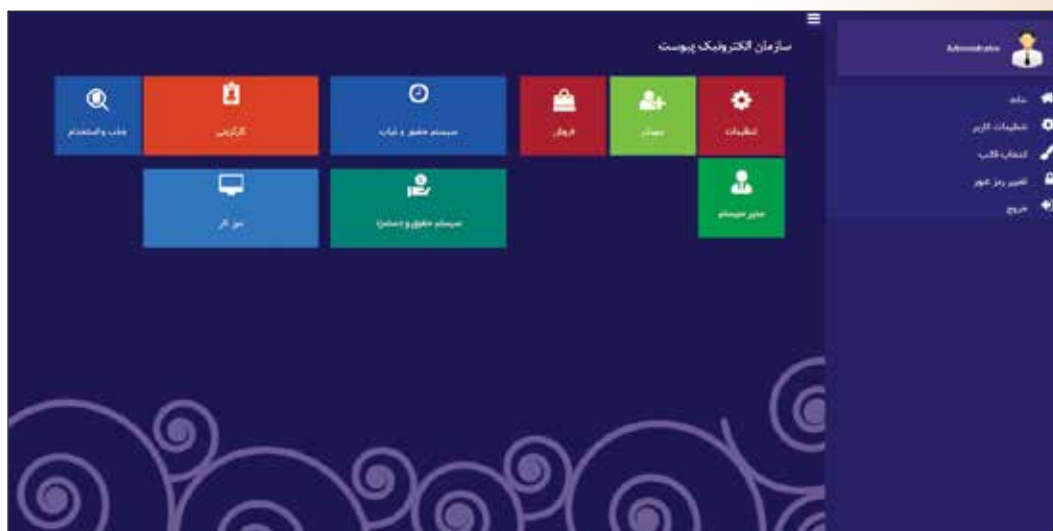 سازمان الکترونیک پیوست
Administrator
خانه
تنظیمات کاربر
انتخاب قالب
تغییر رمز عبور
خروج
تنظیمات
مهمان
فروش
سیستم حضور و غیاب
کارگزینی
جذب و استخدام
مدیر سیستم
سیستم حقوق و دستمزد
میز کار